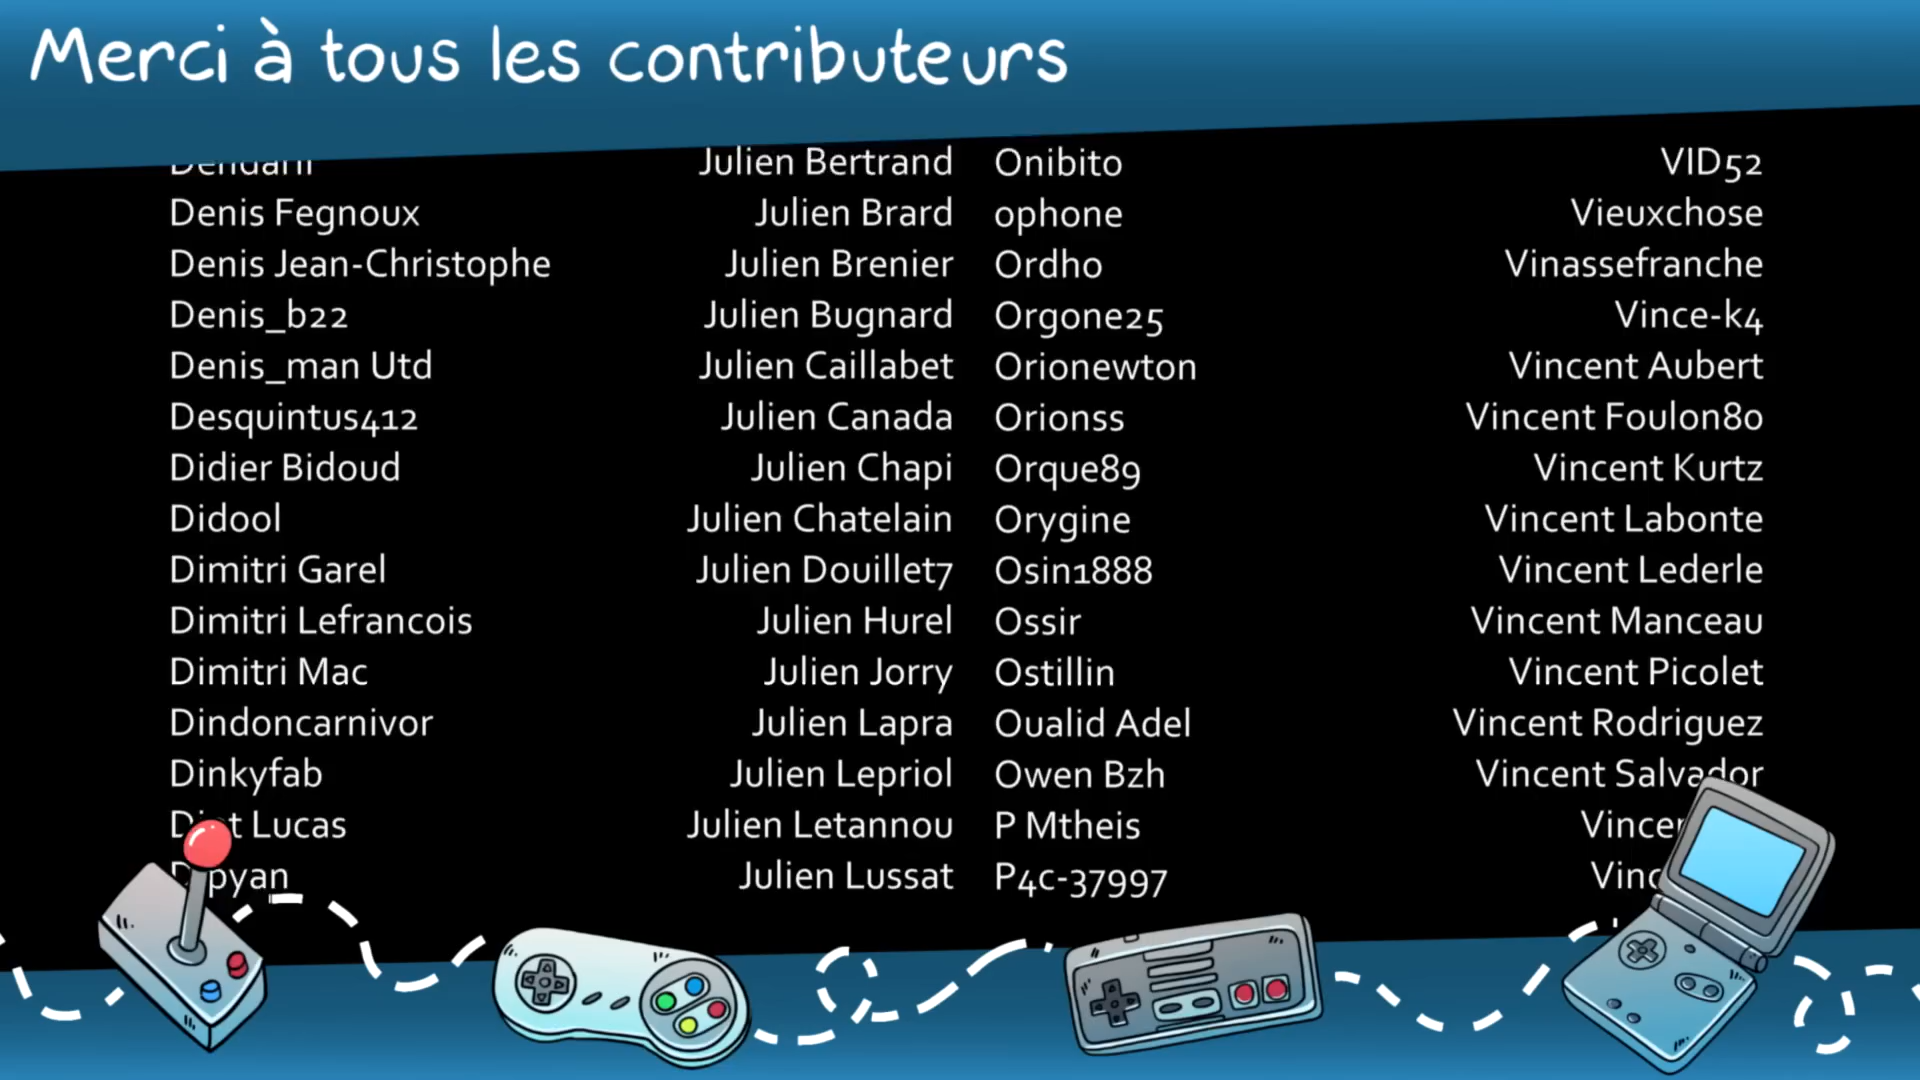 Merci à tous les contributeurs
Denis Fegnoux
Denis Jean-Christophe
Denis_b22
Denis_man Utd
Desquintus412
Didier Bidoud
Didool
Dimitri Garel
Dimitri Lefrancois
Dimitri Mac
Dindoncarnivor
Dinkyfab
Lucas
Julien Bertrand
Julien Brard
Julien Brenier
Julien Bugnard
Julien Caillabet
Julien Canada
Julien Chapi
Julien Chatelain
Julien Douillet7
Julien Hurel
Julien Jorry
Julien Lapra
Julien Lepriol
Julien Letannou
Julien Lussat
Onibito
ophone
Ordho
Orgone25
Orionewton
Orionss
Orque89
Orygine
Osin1888
Ossir
Ostillin
Oualid Adel
Owen Bzh
P Mtheis
P4c-37997
VID52
Vieuxchose
Vinassefranche
Vince-k4
Vincent Aubert
Vincent Foulon80
Vincent Kurtz
Vincent Labonte
Vincent Lederle
Vincent Manceau
Vincent Picolet
Vincent Rodriguez
Vincent Salvador